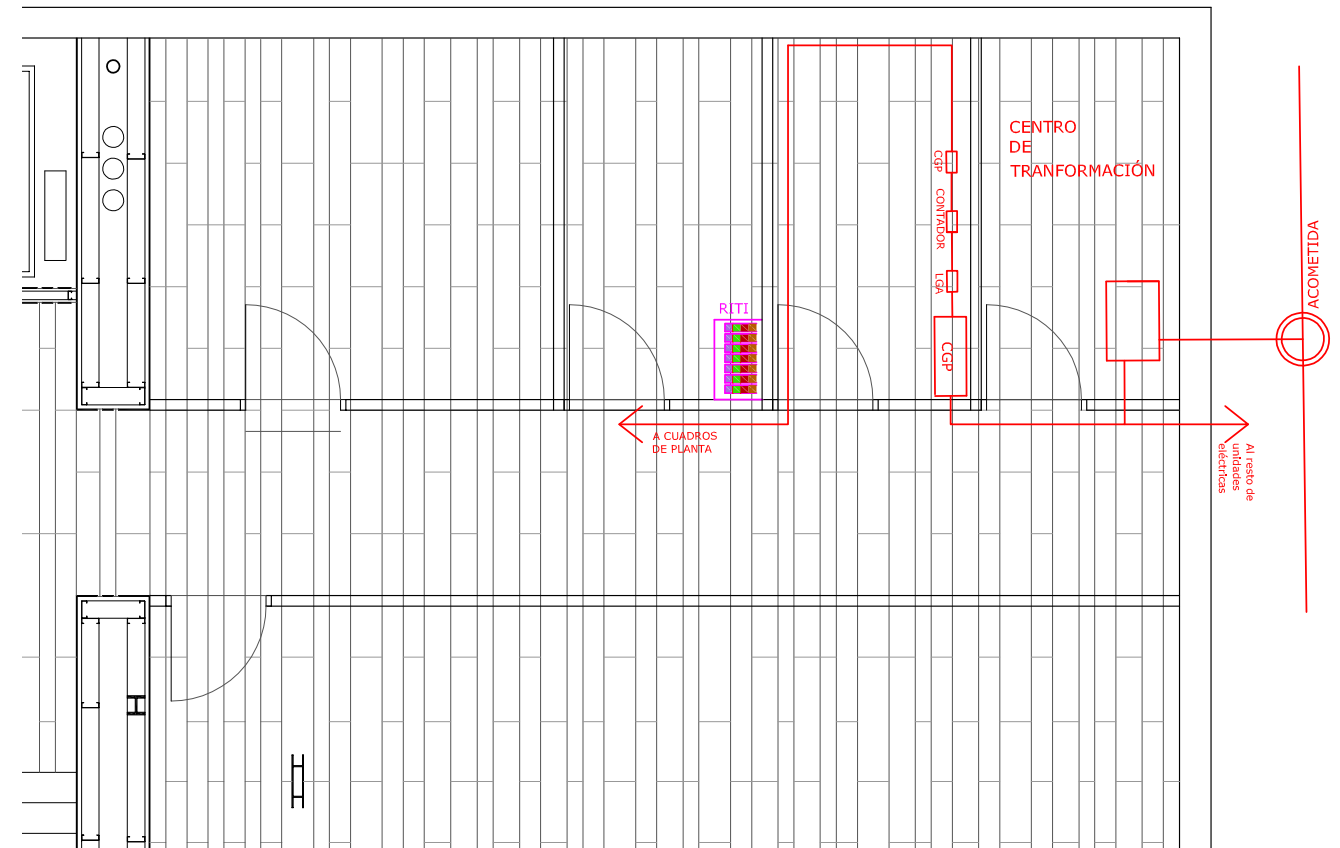 CENTRO
DE
TRANFORMACIÓN
CGP
CONTADOR
LGA
CGP
RITI
ACOMETIDA
A CUADROS
DE PLANTA
Al resto de
unidades
eléctricas